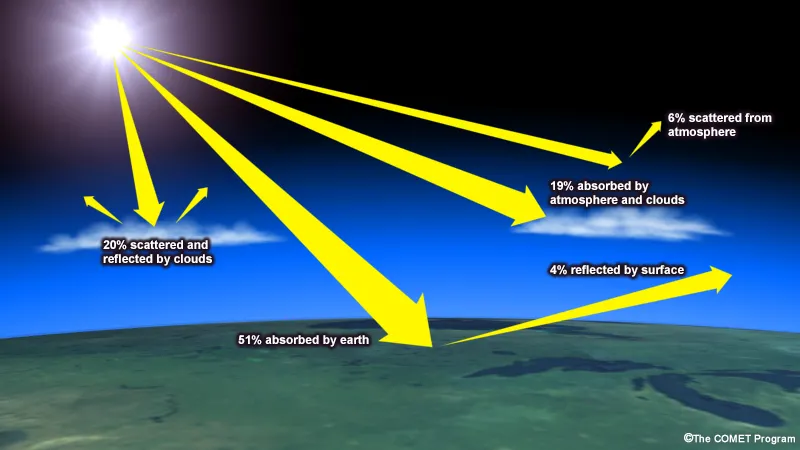 6% scattered from
atmosphere
19% absorbed by
atmosphere and clouds
20% scattered and
reflected by clouds
4% reflected by surface
51% absorbed by earth
©The COMET Program